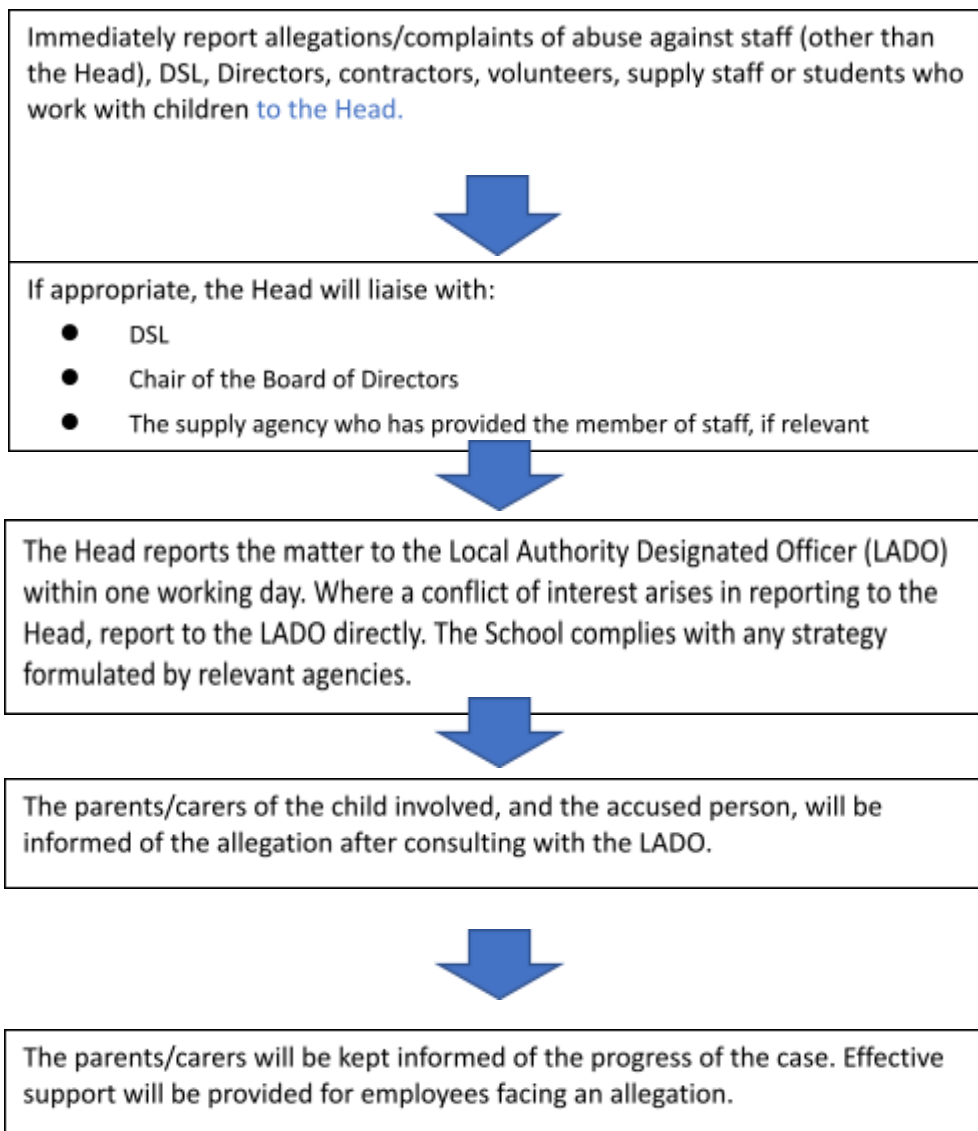 Immediately report allegations/complaints of abuse against staff (other than
the Head), DSL, Directors, contractors, volunteers, supply staff or students who
work with children to the Head.
If appropriate, the Head will liaise with:
● DSL
● Chair of the Board of Directors
● The supply agency who has provided the member of staff, if relevant
The Head reports the matter to the Local Authority Designated Officer (LADO)
within one working day. Where a conflict of interest arises in reporting to the
Head, report to the LADO directly. The School complies with any strategy
formulated by relevant agencies.
The parents/carers of the child involved, and the accused person, will be
informed of the allegation after consulting with the LADO.
The parents/carers will be kept informed of the progress of the case. Effective
support will be provided for employees facing an allegation.